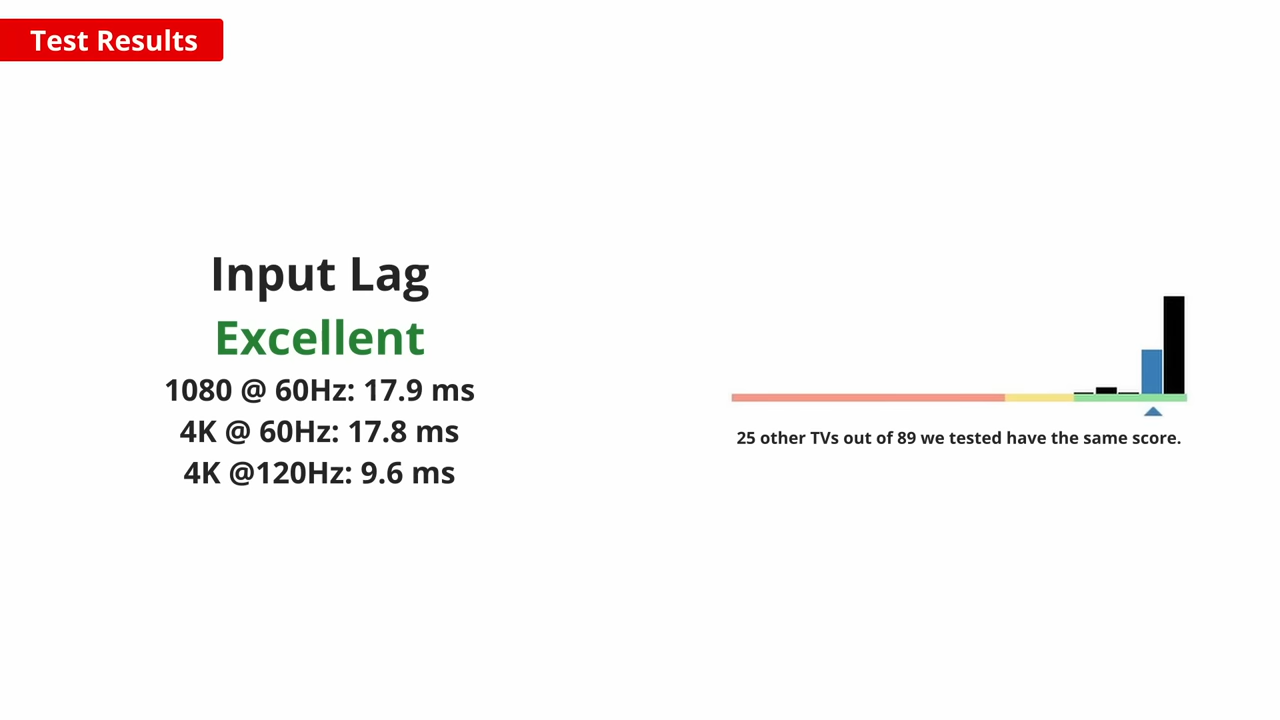 Test Results
Input Lag
Excellent
1080 @ 60Hz: 17.9 ms
4K @ 60Hz: 17.8 ms
4K @120Hz: 9.6 ms
25 other TVs out of 89 we tested have the same score.